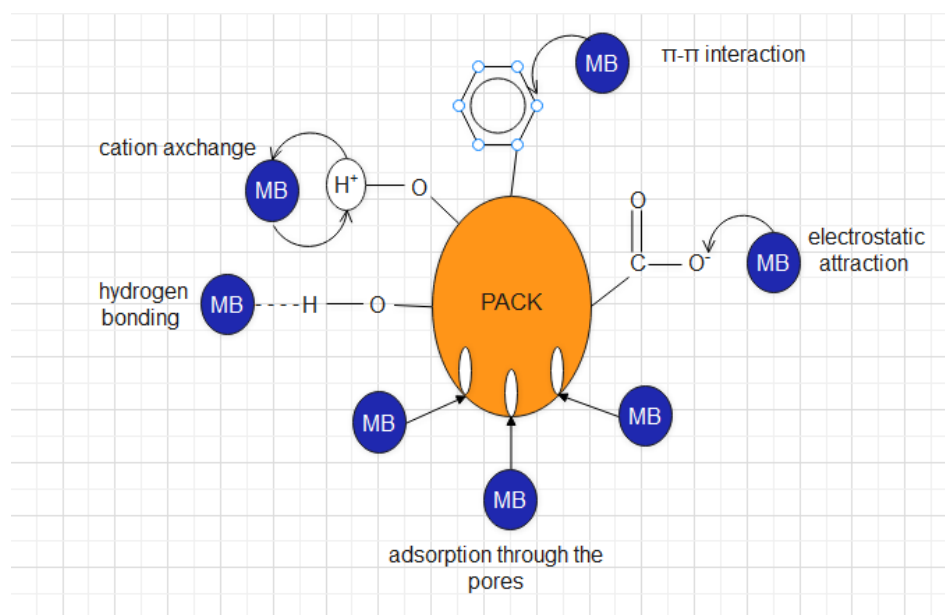 MB
π-π interaction
cation axchange
MB
H⁺
O
O
C
O⁻
MB
electrostatic
attraction
hydrogen
bonding
MB
H
O
PACK
MB
MB
MB
adsorption through the
pores